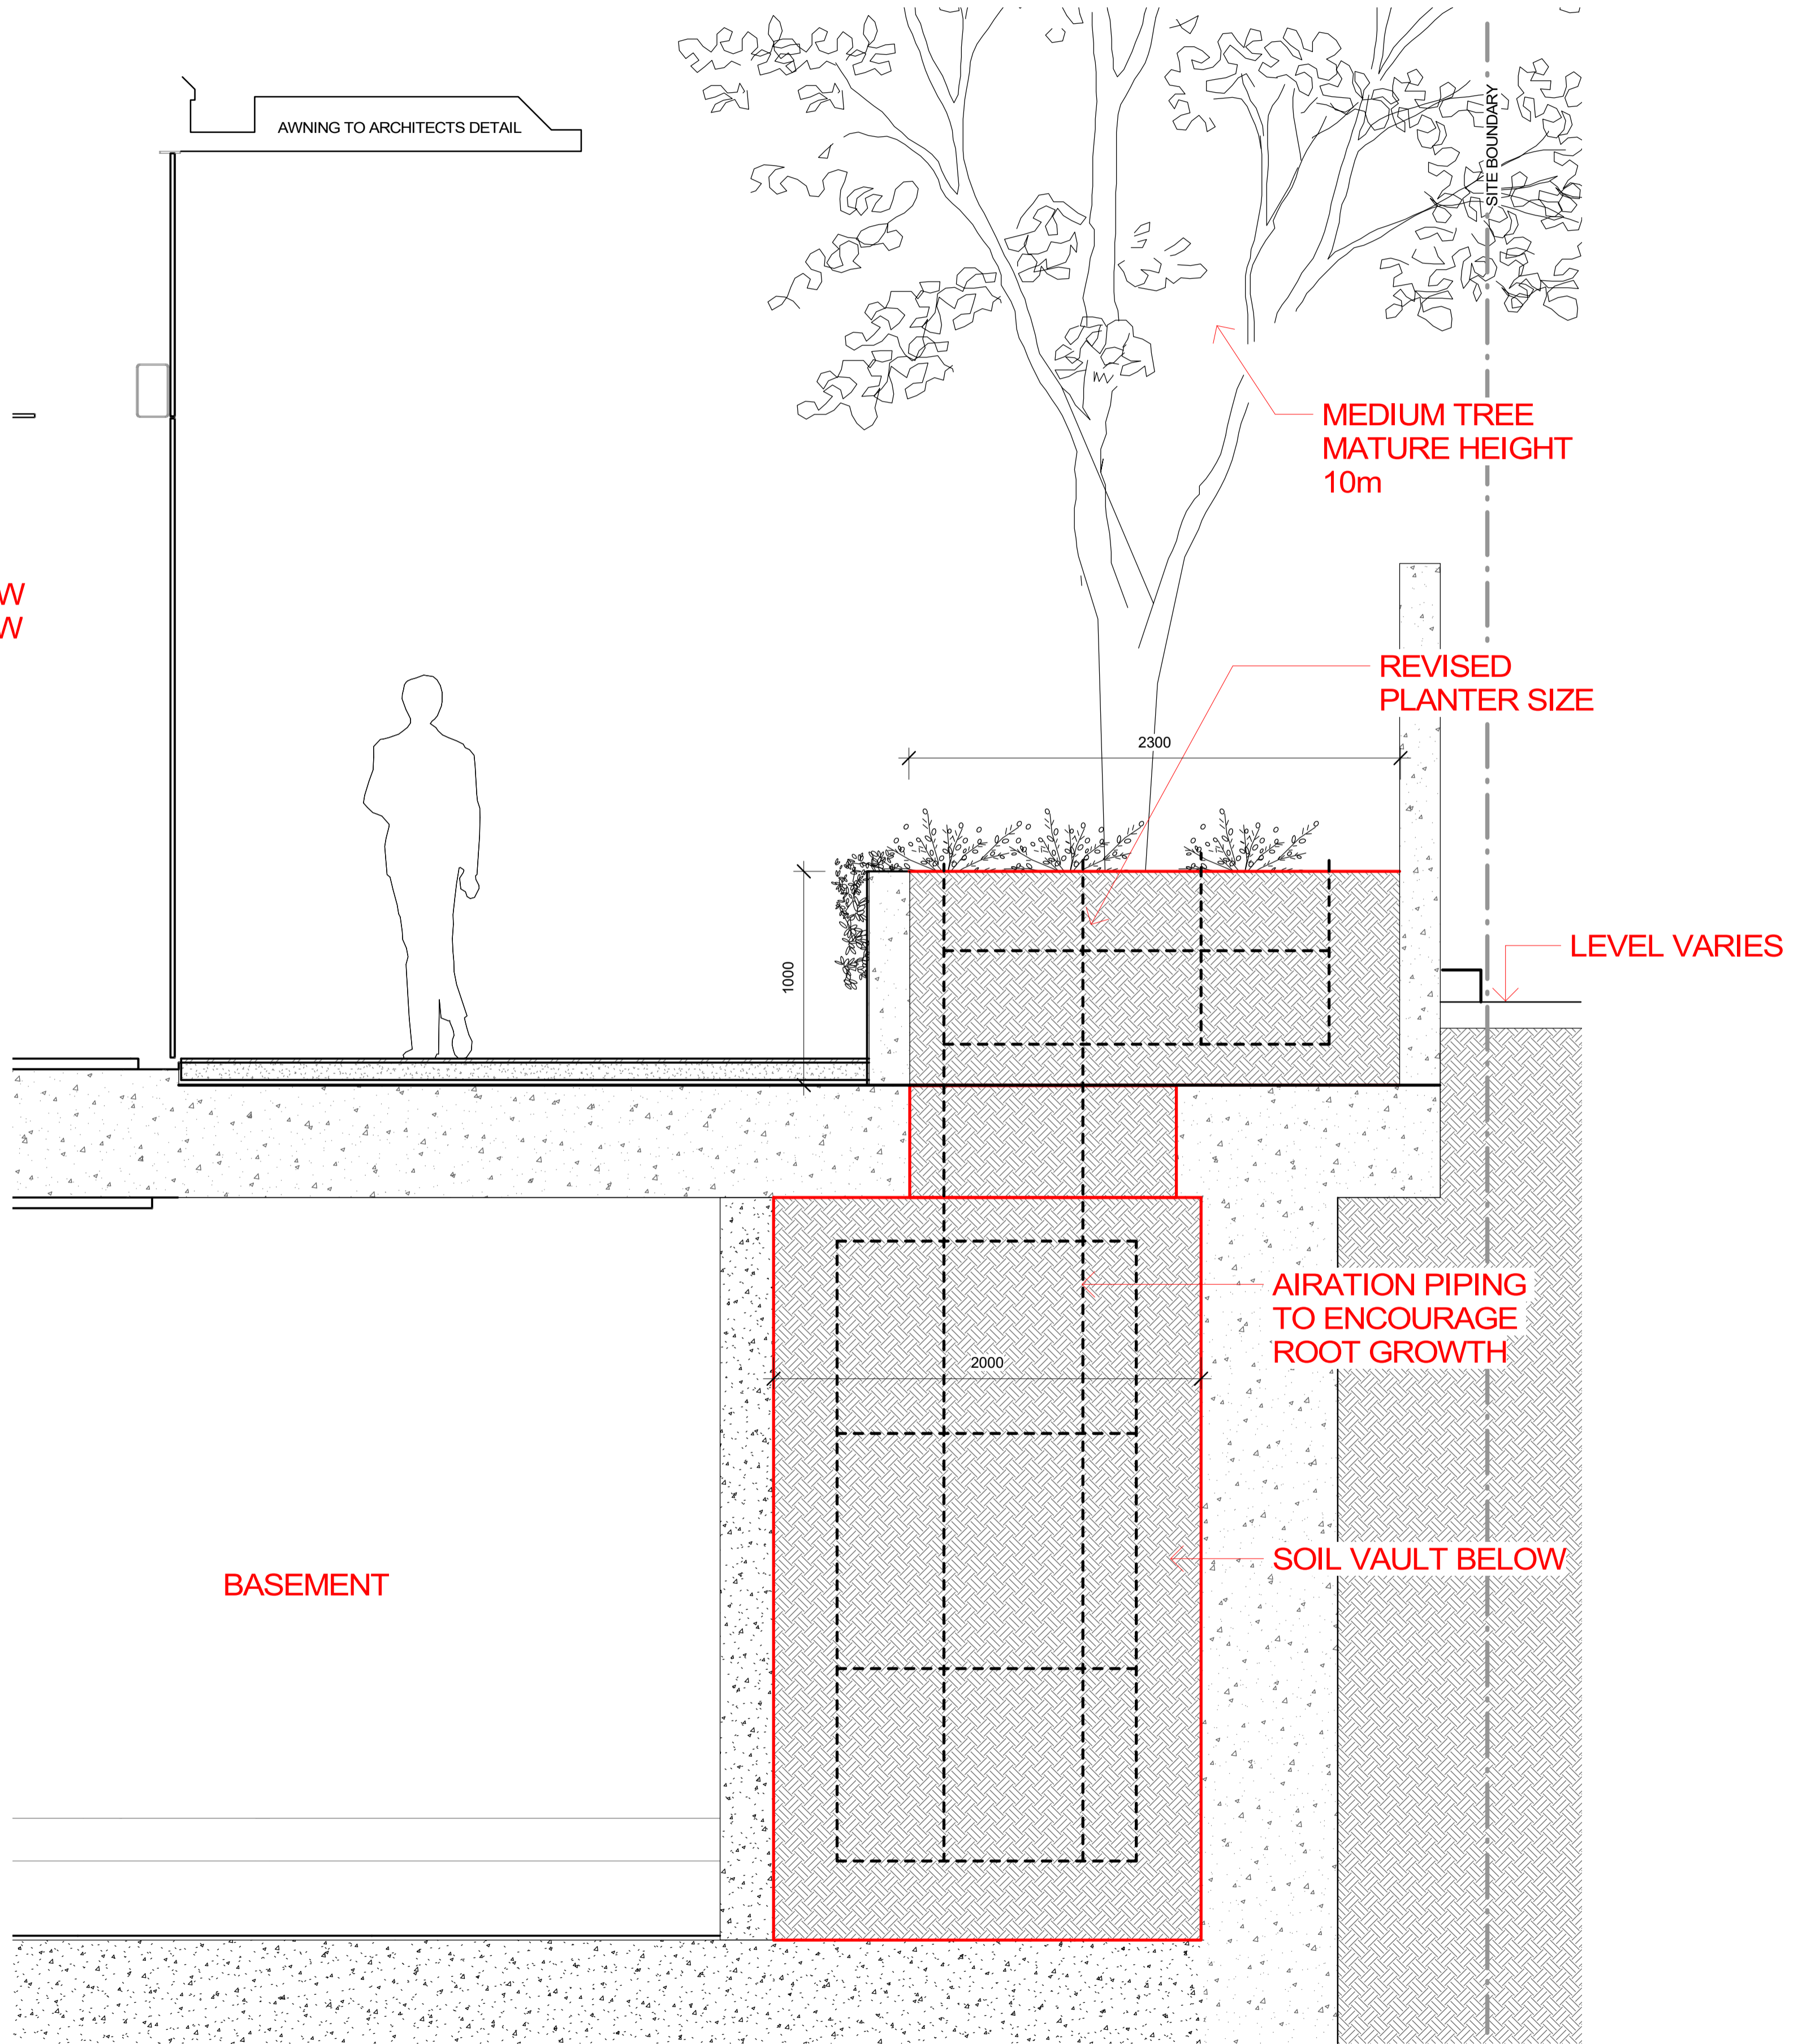 AWNING TO ARCHITECTS DETAIL
SITE BOUNDARY
MEDIUM TREE
MATURE HEIGHT
10m
W
W
REVISED
PLANTER SIZE
2300
LEVEL VARIES
1000
AIRATION PIPING
TO ENCOURAGE
ROOT GROWTH
2000
SOIL VAULT BELOW
BASEMENT